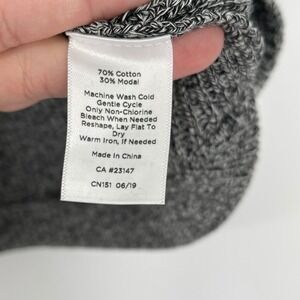 70% Cotton
30% Modal
Machine Wash Cold
Gentle Cycle
Only Non-Chlorine
Bleach When Needed
Reshape, Lay Flat To
Dry
Warm Iron, If Needed
Made in China
CA #23147
CN151 06/19